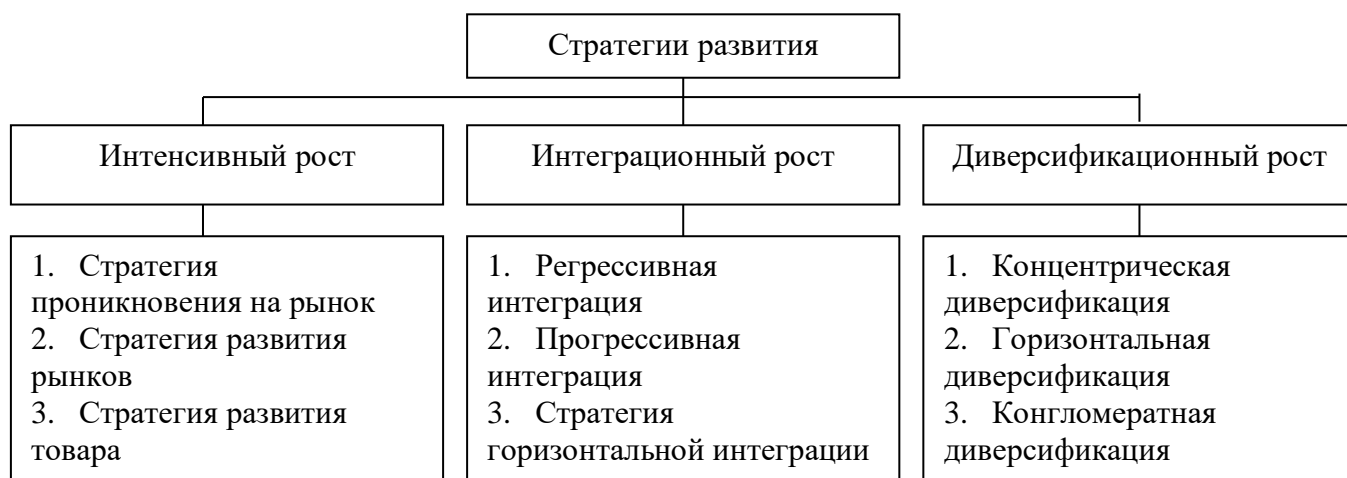 Стратегии развития
Интенсивный рост
Интеграционный рост
Диверсификационный рост
1. Стратегия
проникновения на рынок
2. Стратегия развития
рынков
3. Стратегия развития
товара
1. Регрессивная
интеграция
2. Прогрессивная
интеграция
3. Стратегия
горизонтальной интеграции
1. Концентрическая
диверсификация
2. Горизонтальная
диверсификация
3. Конгломератная
диверсификация